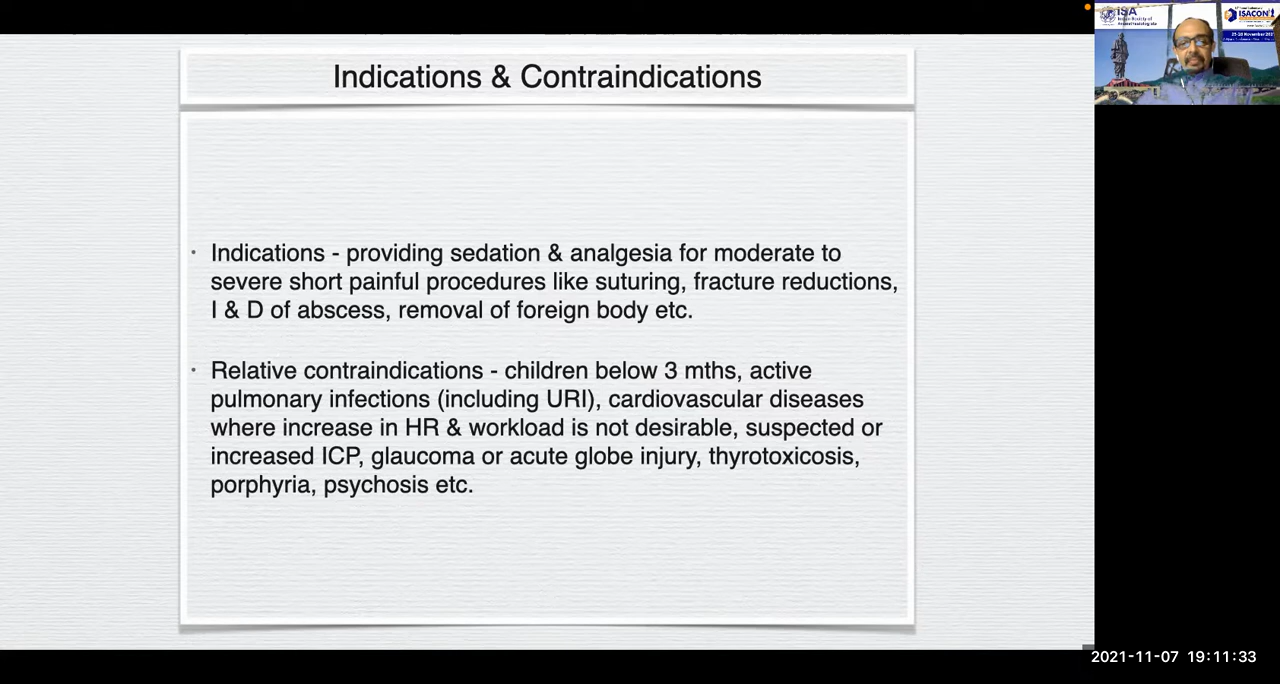 Indications & Contraindications
· Indications - providing sedation & analgesia for moderate to
severe short painful procedures like suturing, fracture reductions,
I & D of abscess, removal of foreign body etc.
· Relative contraindications - children below 3 mths, active
pulmonary infections (including URI), cardiovascular diseases
where increase in HR & workload is not desirable, suspected or
increased ICP, glaucoma or acute globe injury, thyrotoxicosis,
porphyria, psychosis etc.
ISA
ISACON
2021-11-07 19:11:33